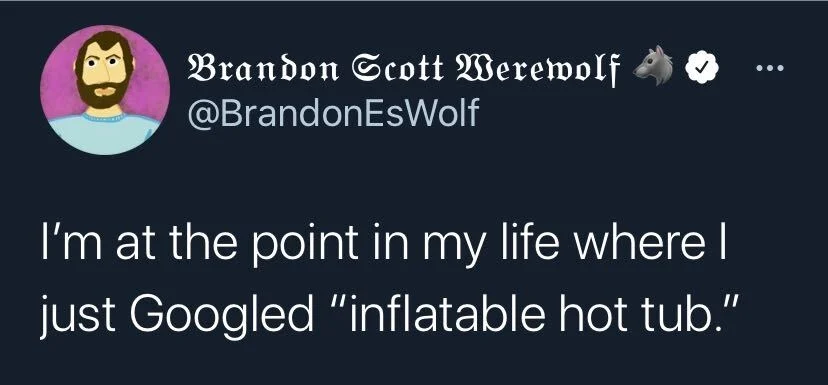 𝕭𝖗𝖆𝖓𝖉𝖔𝖓 𝕾𝖈𝖔𝖙𝖙 𝖂𝖊𝖗𝖊𝖜𝖔𝖑𝖋 🐺
@BrandonEsWolf
I’m at the point in my life where I
just Googled “inflatable hot tub.”